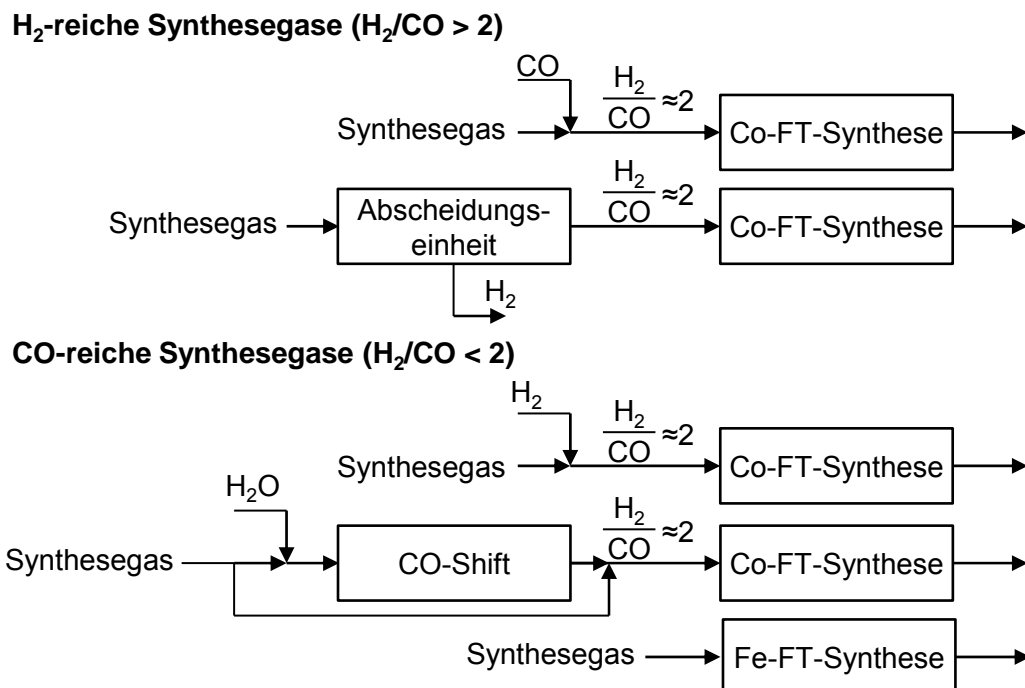 H₂-reiche Synthesegase (H₂/CO > 2)
CO
H₂
CO
≈2
Synthesegas
Co-FT-Synthese
H₂
CO
≈2
Synthesegas
Abscheidungs-
einheit
Co-FT-Synthese
H₂
CO-reiche Synthesegase (H₂/CO < 2)
H₂
H₂
CO
≈2
Synthesegas
Co-FT-Synthese
H₂O
H₂
CO
≈2
Synthesegas
CO-Shift
Co-FT-Synthese
Synthesegas
Fe-FT-Synthese